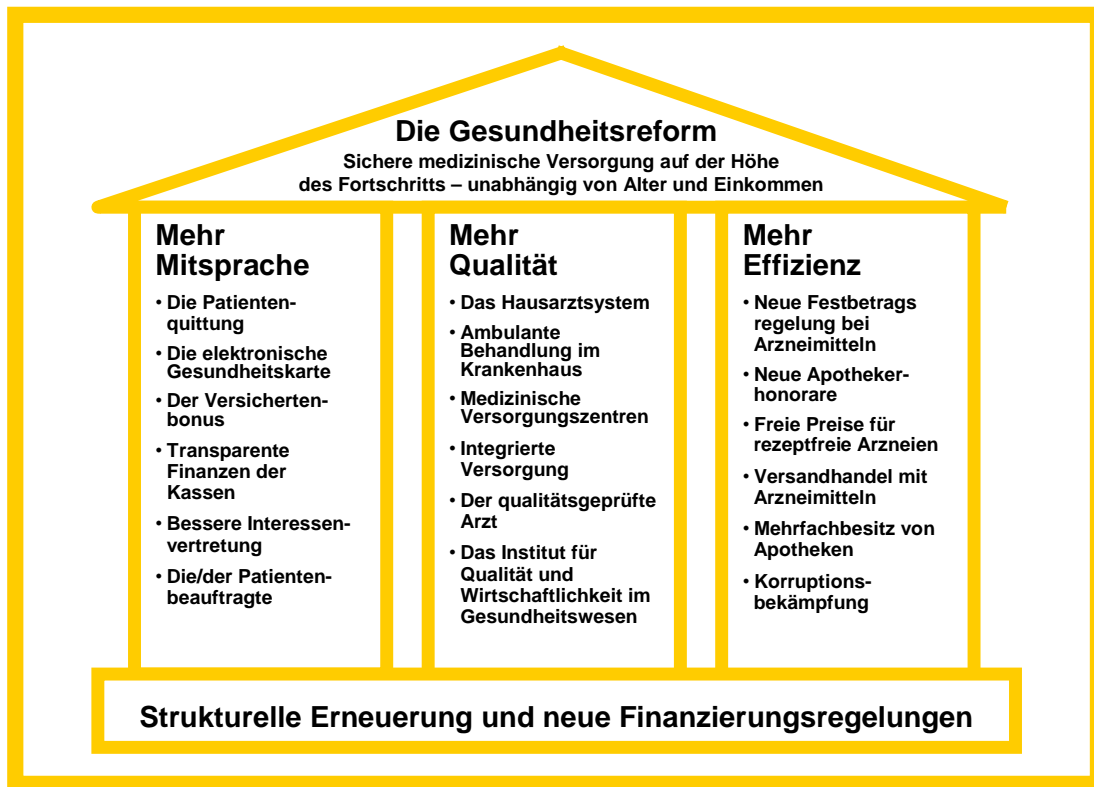 Die Gesundheitsreform
Sichere medizinische Versorgung auf der Höhe
des Fortschritts – unabhängig von Alter und Einkommen
Mehr
Mitsprache
• Die Patienten-
quittung
• Die elektronische
Gesundheitskarte
• Der Versicherten-
bonus
• Transparente
Finanzen der
Kassen
• Bessere Interessen-
vertretung
• Die/der Patienten-
beauftragte
Mehr
Qualität
• Das Hausarztsystem
• Ambulante
Behandlung im
Krankenhaus
• Medizinische
Versorgungszentren
• Integrierte
Versorgung
• Der qualitätsgeprüfte
Arzt
• Das Institut für
Qualität und
Wirtschaftlichkeit im
Gesundheitswesen
Mehr
Effizienz
• Neue Festbetrags
regelung bei
Arzneimitteln
• Neue Apotheker-
honorare
• Freie Preise für
rezeptfreie Arzneien
• Versandhandel mit
Arzneimitteln
• Mehrfachbesitz von
Apotheken
• Korruptions-
bekämpfung
Strukturelle Erneuerung und neue Finanzierungsregelungen